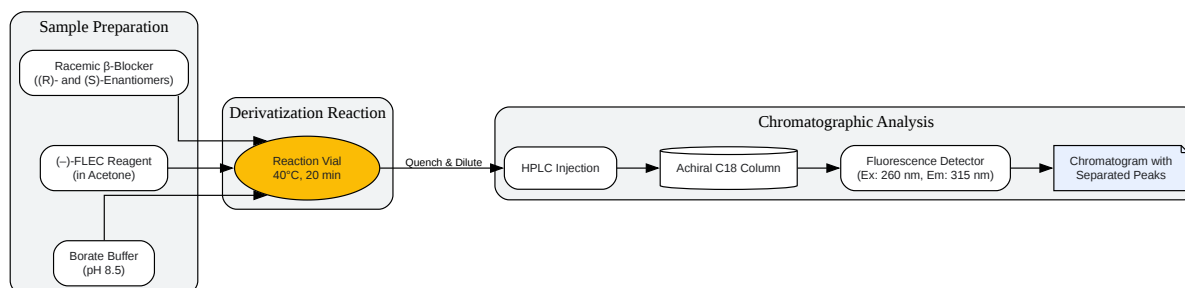 Sample Preparation
Racemic β-Blocker
((R)- and (S)-Enantiomers)
(–)-FLEC Reagent
(in Acetone)
Borate Buffer
(pH 8.5)
Derivatization Reaction
Reaction Vial
40°C, 20 min
Quench & Dilute
Chromatographic Analysis
HPLC Injection
Achiral C18 Column
Fluorescence Detector
(Ex: 260 nm, Em: 315 nm)
Chromatogram with
Separated Peaks